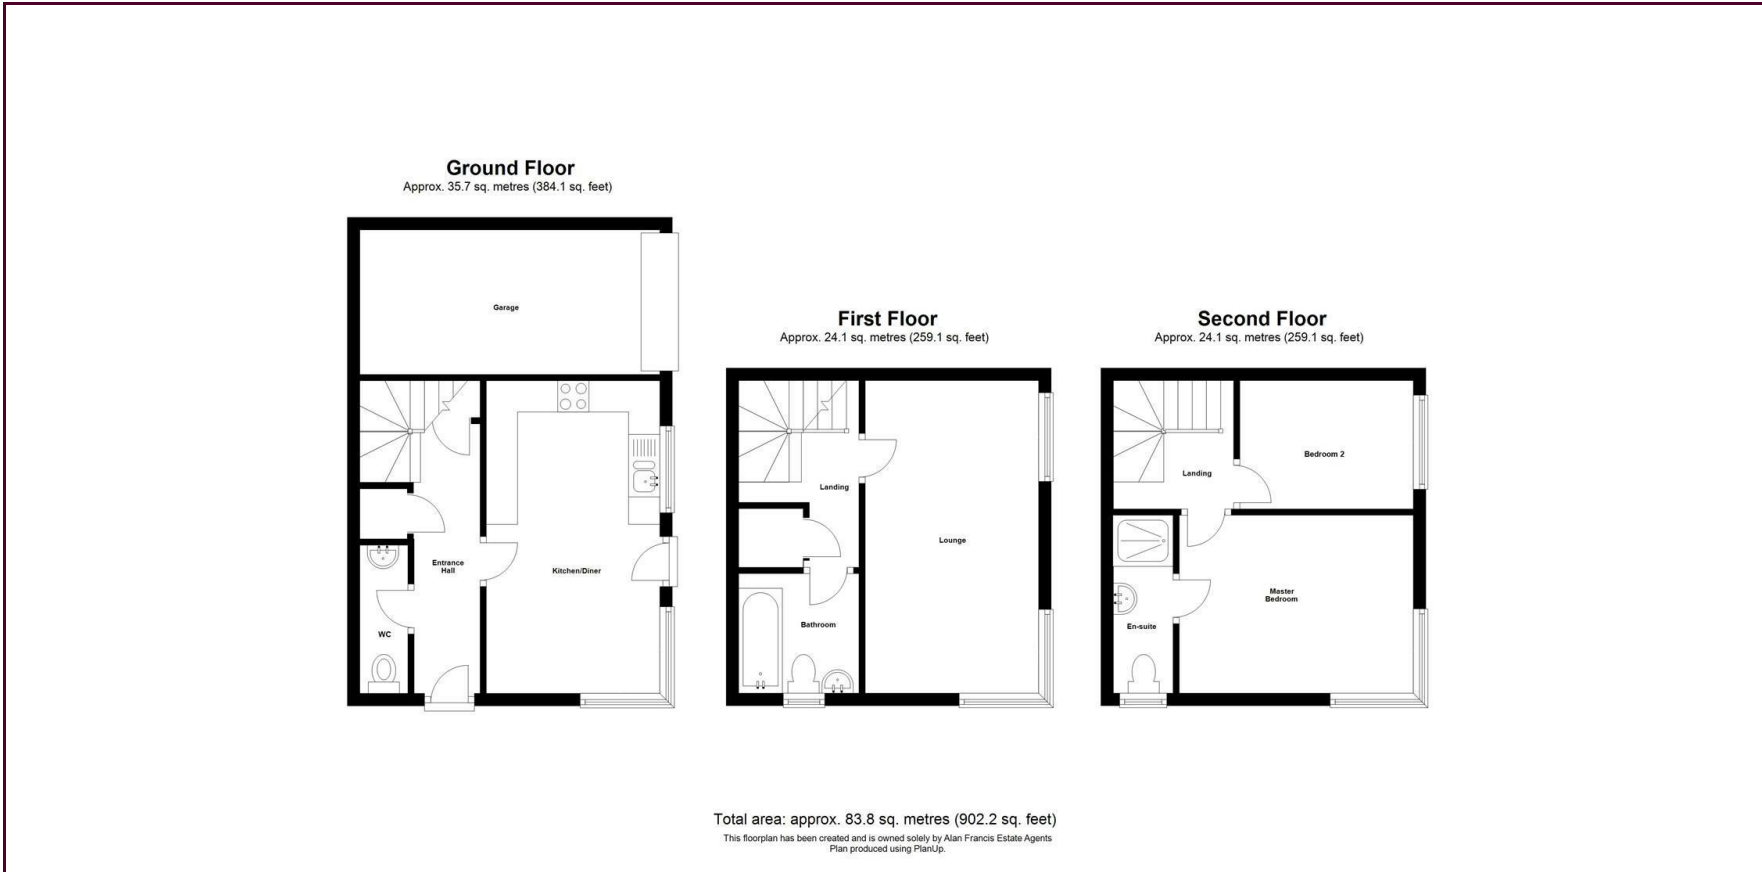 Ground Floor
Approx. 35.7 sq. metres (384.1 sq. feet)
Garage
Entrance
Hall
Kitchen/Diner
WC
First Floor
Approx. 24.1 sq. metres (259.1 sq. feet)
Landing
Lounge
Bathroom
Second Floor
Approx. 24.1 sq. metres (259.1 sq. feet)
Bedroom 2
Landing
Master
Bedroom
En-suite
Total area: approx. 83.8 sq. metres (902.2 sq. feet)
This floorplan has been created and is owned solely by Alan Francis Estate Agents
Plan produced using PlanUp.